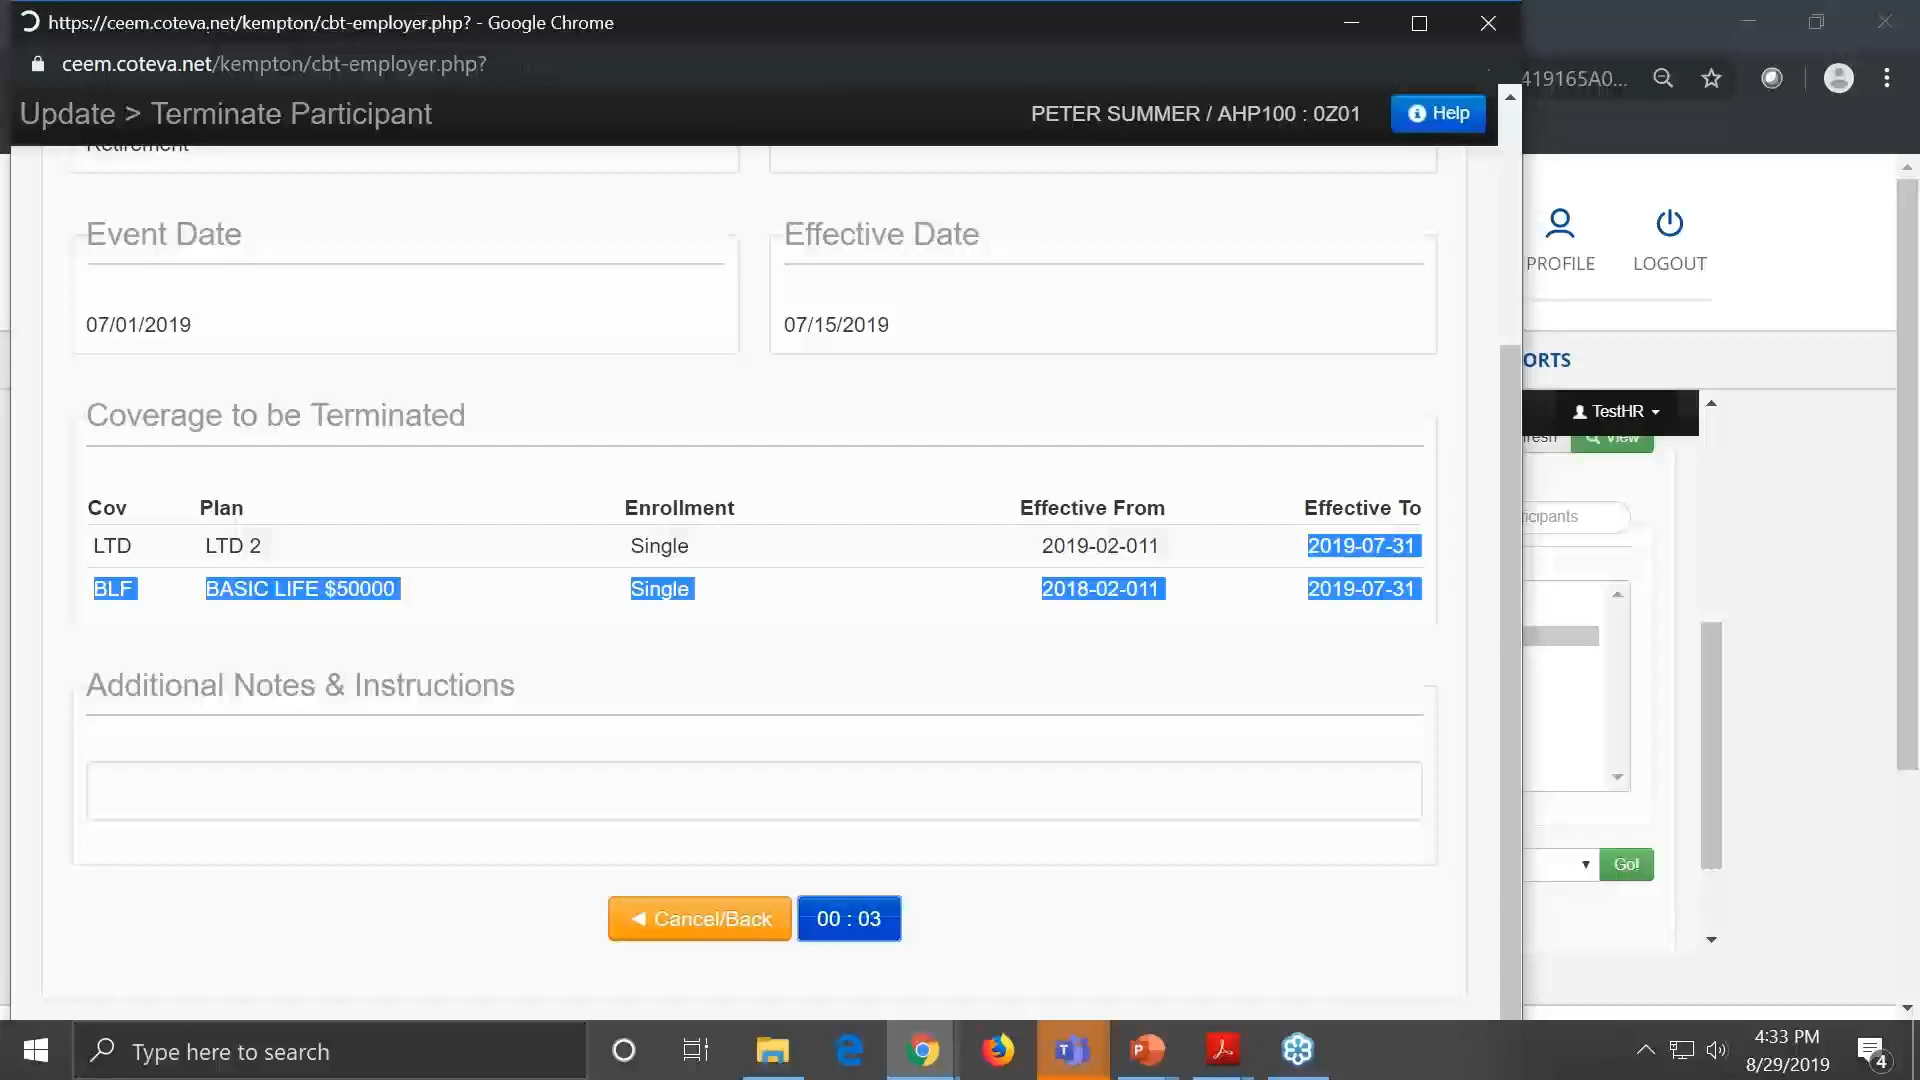 https://ceem.coteva.net/kempton/cbt-employer.php? - Google Chrome
ceem.coteva.net/kempton/cbt-employer.php?
419165A0...
Update > Terminate Participant
PETER SUMMER / AHP100 : 0Z01
Help
Retirement
Event Date
Effective Date
PROFILE
LOGOUT
07/01/2019
07/15/2019
ORTS
Coverage to be Terminated
TestHR
fresh
View
Cov Plan Enrollment Effective From Effective To
icipants
LTD LTD 2 Single 2019-02-011 2019-07-31
BLF BASIC LIFE $50000 Single 2018-02-011 2019-07-31
Additional Notes & Instructions
Go!
Cancel/Back
00 : 03
Type here to search
4:33 PM
8/29/2019
4